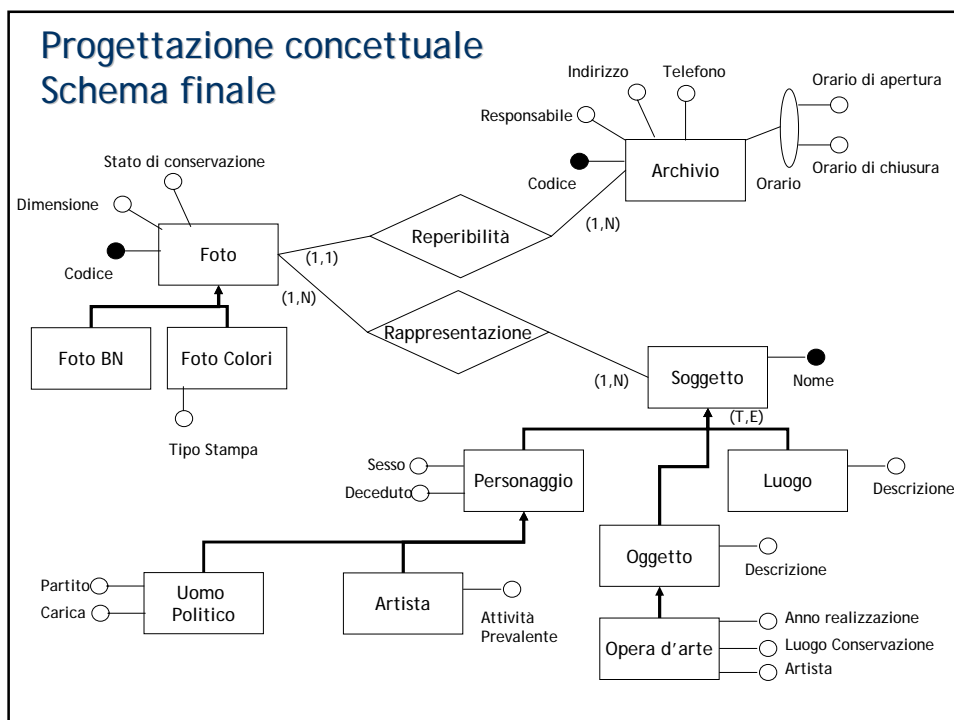 Progettazione concettuale
Schema finale
Indirizzo
Telefono
Orario di apertura
Responsabile
Stato di conservazione
Codice
Archivio
Orario
Orario di chiusura
Dimensione
Foto
Reperibilità
(1,1)
(1,N)
Codice
(1,N)
Foto BN
Foto Colori
Rappresentazione
(1,N)
Soggetto
Nome
(T,E)
Tipo Stampa
Sesso
Deceduto
Personaggio
Luogo
Descrizione
Oggetto
Descrizione
Partito
Carica
Uomo
Politico
Artista
Attività
Prevalente
Opera d'arte
Anno realizzazione
Luogo Conservazione
Artista